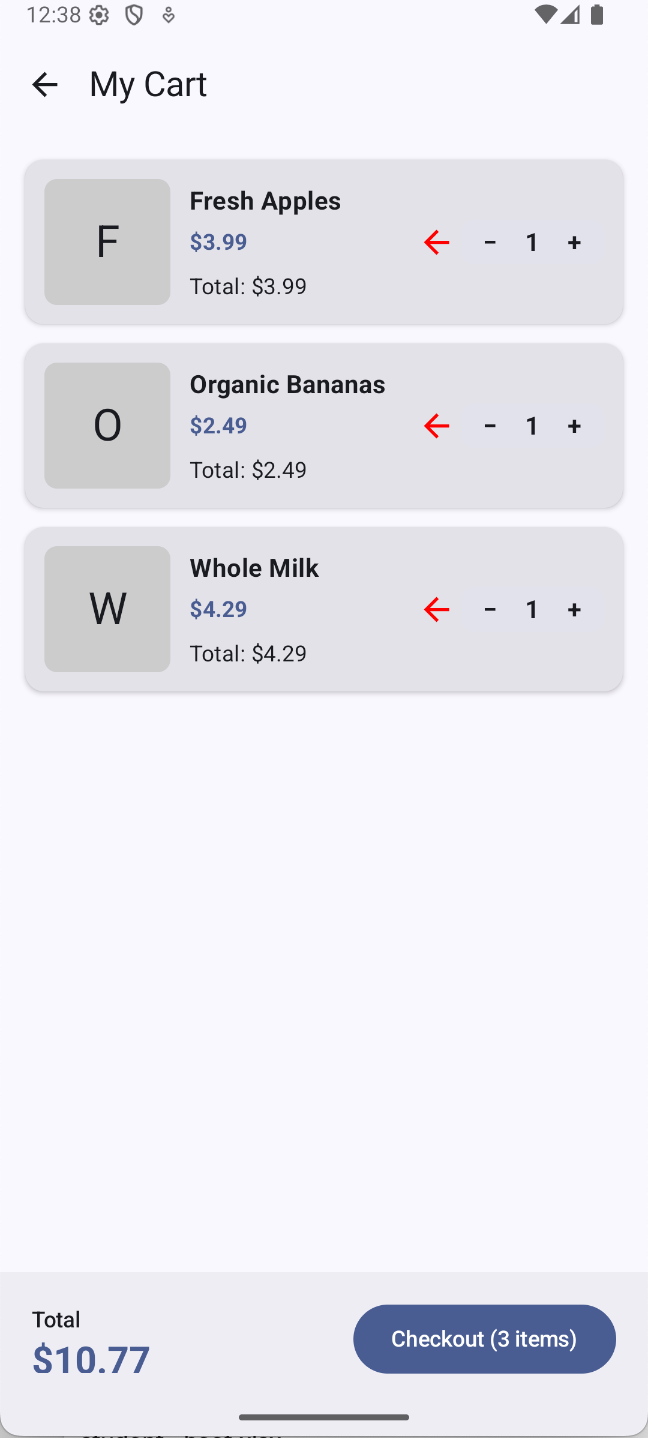 12:38
My Cart
F
Fresh Apples
$3.99
- 1 +
Total: $3.99
O
Organic Bananas
$2.49
- 1 +
Total: $2.49
W
Whole Milk
$4.29
- 1 +
Total: $4.29
Total
$10.77
Checkout (3 items)